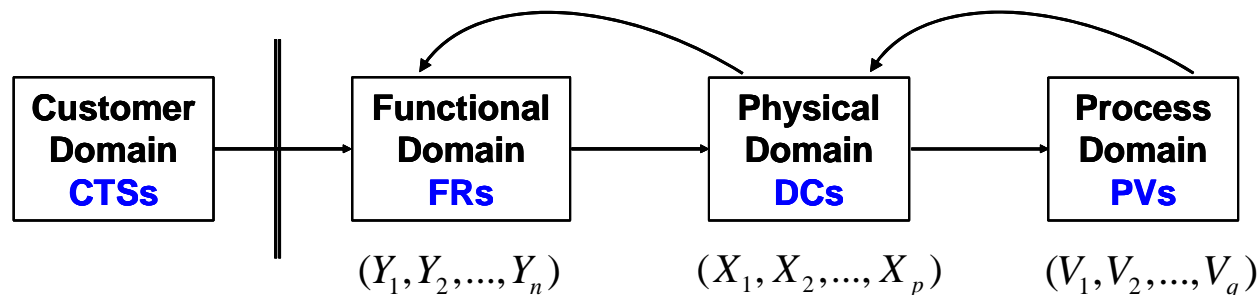 Customer
Domain
CTSs
Functional
Domain
FRs
Physical
Domain
DCs
Process
Domain
PVs
(Y₁, Y₂, ..., Yₙ)
(X₁, X₂, ..., Xₚ)
(V₁, V₂, ..., V_q)